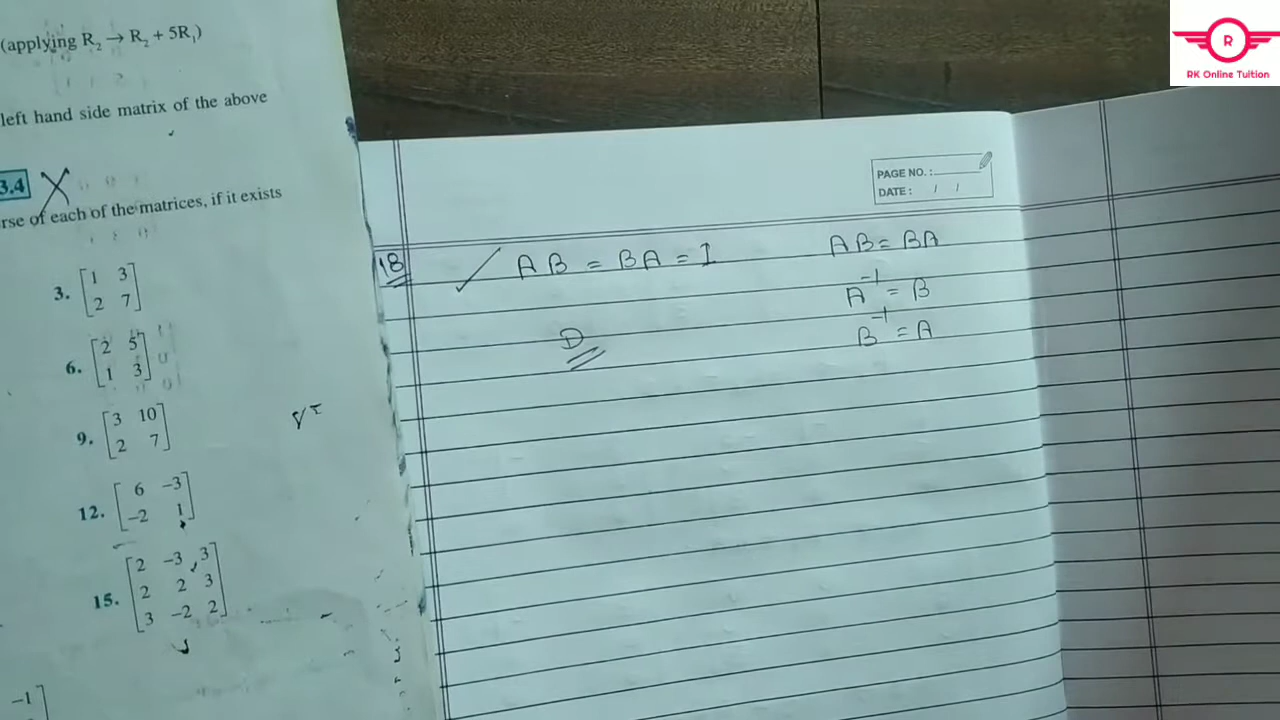 (applying R₂ → R₂ + 5R₁)
left hand side matrix of the above
3.4
rse of each of the matrices, if it exists
3. [1 3
2 7]
6. [2 5
1 3]
9. [3 10
2 7]
12. [6 −3
−2 1]
15. [2 −3 3
2 2 3
3 −2 2]
−1
R
RK Online Tuition
PAGE NO. :
DATE : / /
18 AB = BA = I
D
AB = BA
A⁻¹ = B
B⁻¹ = A